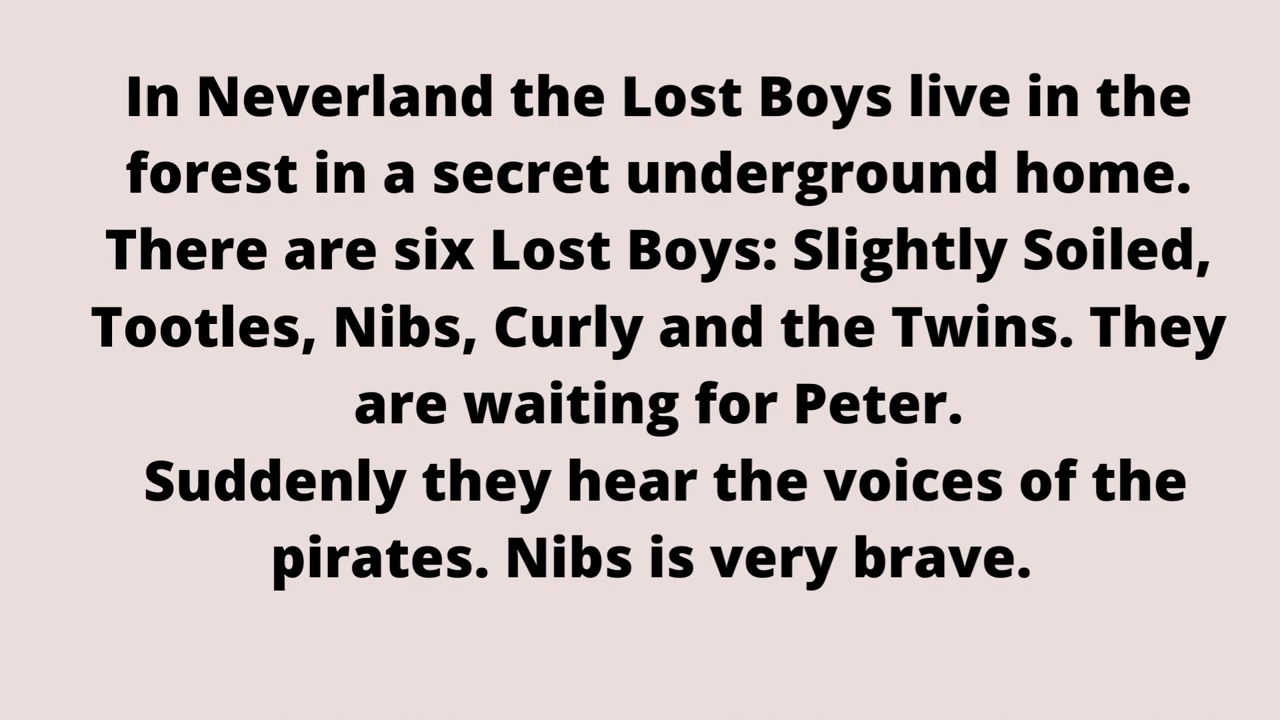 In Neverland the Lost Boys live in the
forest in a secret underground home.
There are six Lost Boys: Slightly Soiled,
Tootles, Nibs, Curly and the Twins. They
are waiting for Peter.
Suddenly they hear the voices of the
pirates. Nibs is very brave.